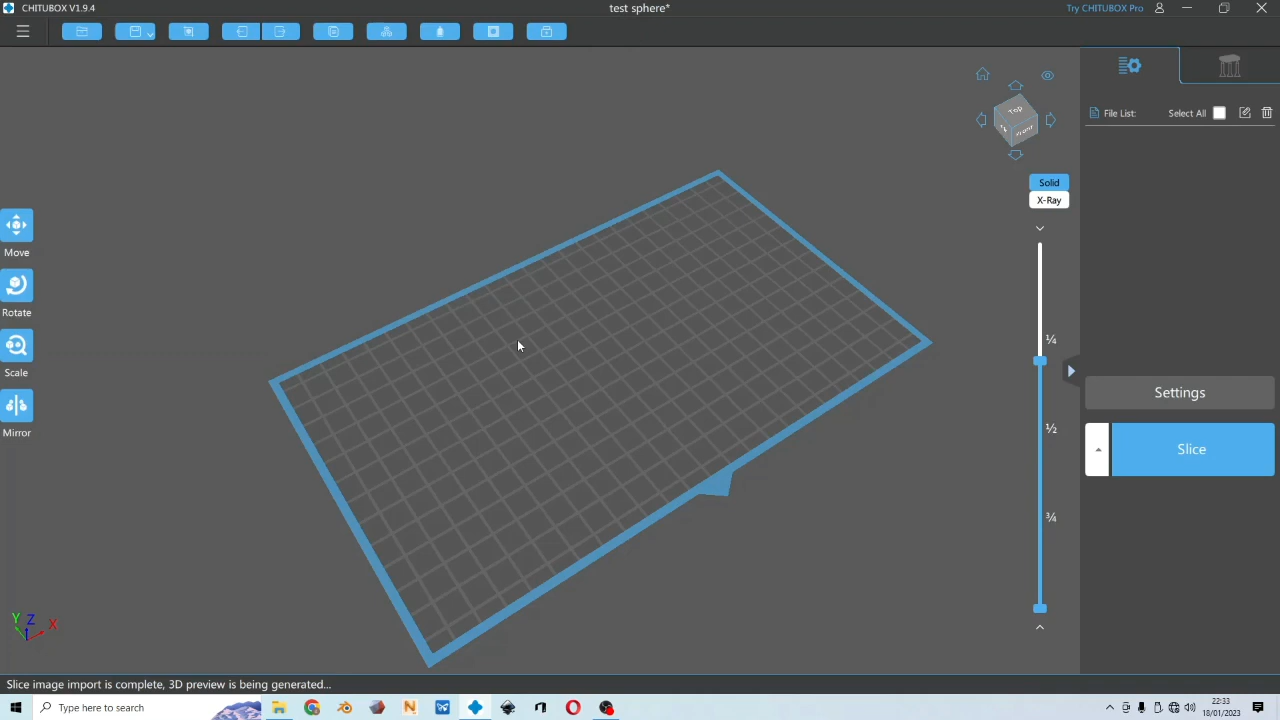 CHITUBOX V1.9.4
test sphere*
Try CHITUBOX Pro
File List:
Select All
Top
Front
Solid
X-Ray
Move
Rotate
Scale
Mirror
¼
½
¾
Settings
Slice
Y Z X
Slice image import is complete, 3D preview is being generated...
Type here to search
22:33
18/01/2023